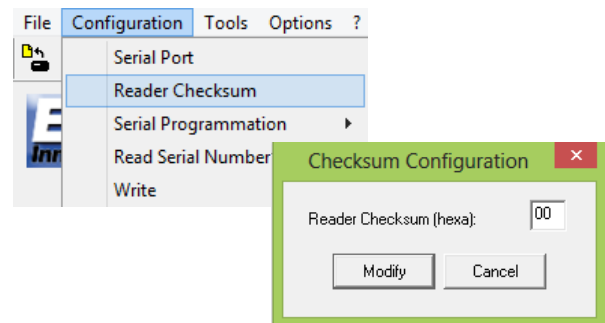 File Configuration Tools Options ?
Serial Port
Reader Checksum
Serial Programmation
Read Serial Number
Write
Checksum Configuration
Reader Checksum (hexa): 00
Modify Cancel